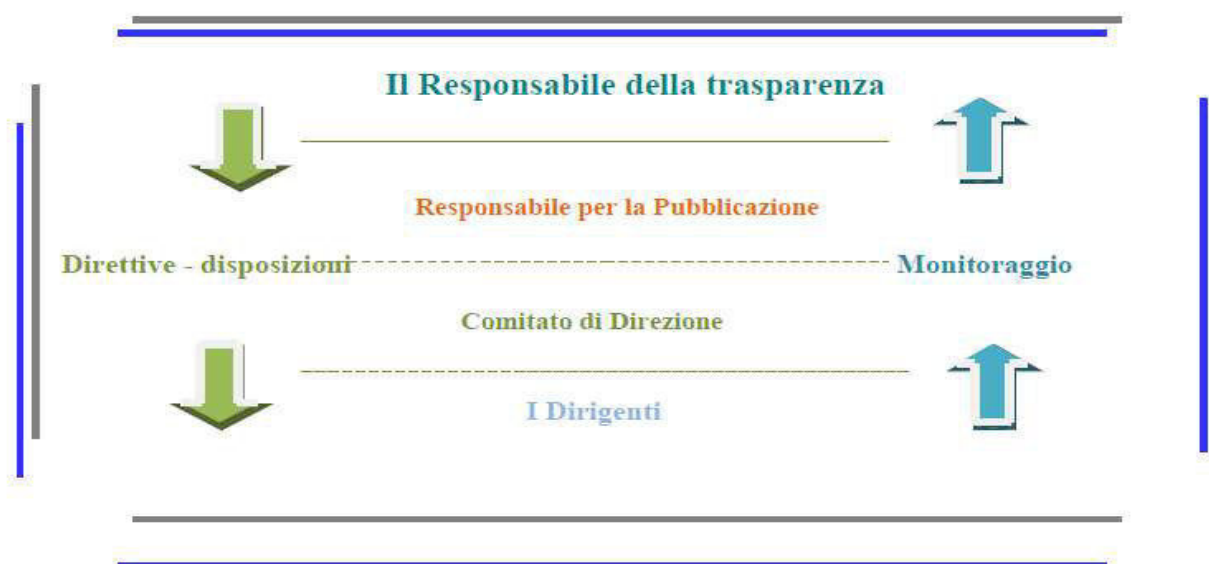 Il Responsabile della trasparenza
Responsabile per la Pubblicazione
Direttive - disposizioni
Monitoraggio
Comitato di Direzione
I Dirigenti